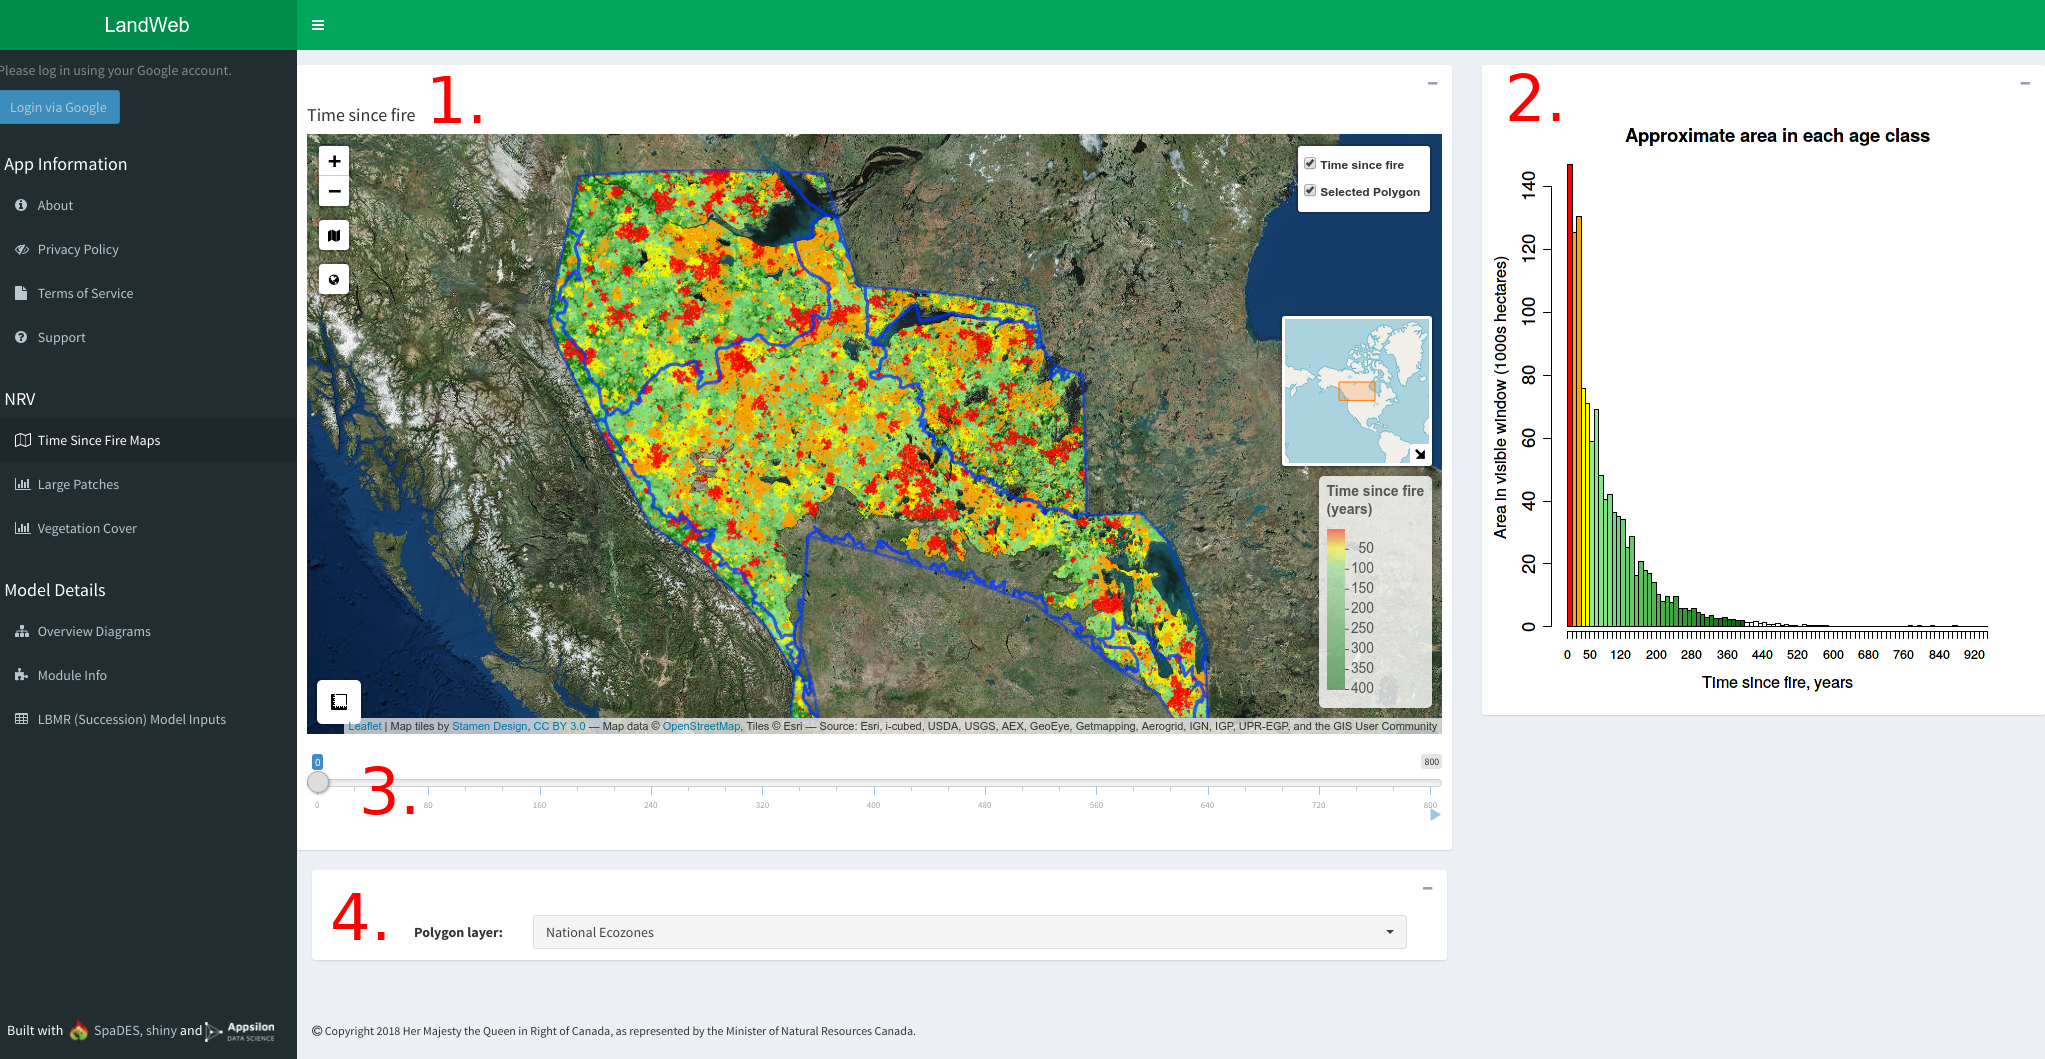 LandWeb
Please log in using your Google account.
Login via Google
App Information
About
Privacy Policy
Terms of Service
Support
NRV
Time Since Fire Maps
Large Patches
Vegetation Cover
Model Details
Overview Diagrams
Module Info
LBMR (Succession) Model Inputs
Built with SpaDES, shiny and Appsilon
DATA SCIENCE
Time since fire
1.
+
−
Time since fire
Selected Polygon
Time since fire
(years)
50
100
150
200
250
300
350
400
Leaflet | Map tiles by Stamen Design, CC BY 3.0 — Map data © OpenStreetMap, Tiles © Esri — Source: Esri, i-cubed, USDA, USGS, AEX, GeoEye, Getmapping, Aerogrid, IGN, IGP, UPR-EGP, and the GIS User Community
0
800
3.
0 80 160 240 320 400 480 560 640 720 800
4.
Polygon layer:
National Ecozones
2.
Approximate area in each age class
Area in visible window (1000s hectares)
140
120
100
80
60
40
20
0
0 50 120 200 280 360 440 520 600 680 760 840 920
Time since fire, years
© Copyright 2018 Her Majesty the Queen in Right of Canada, as represented by the Minister of Natural Resources Canada.